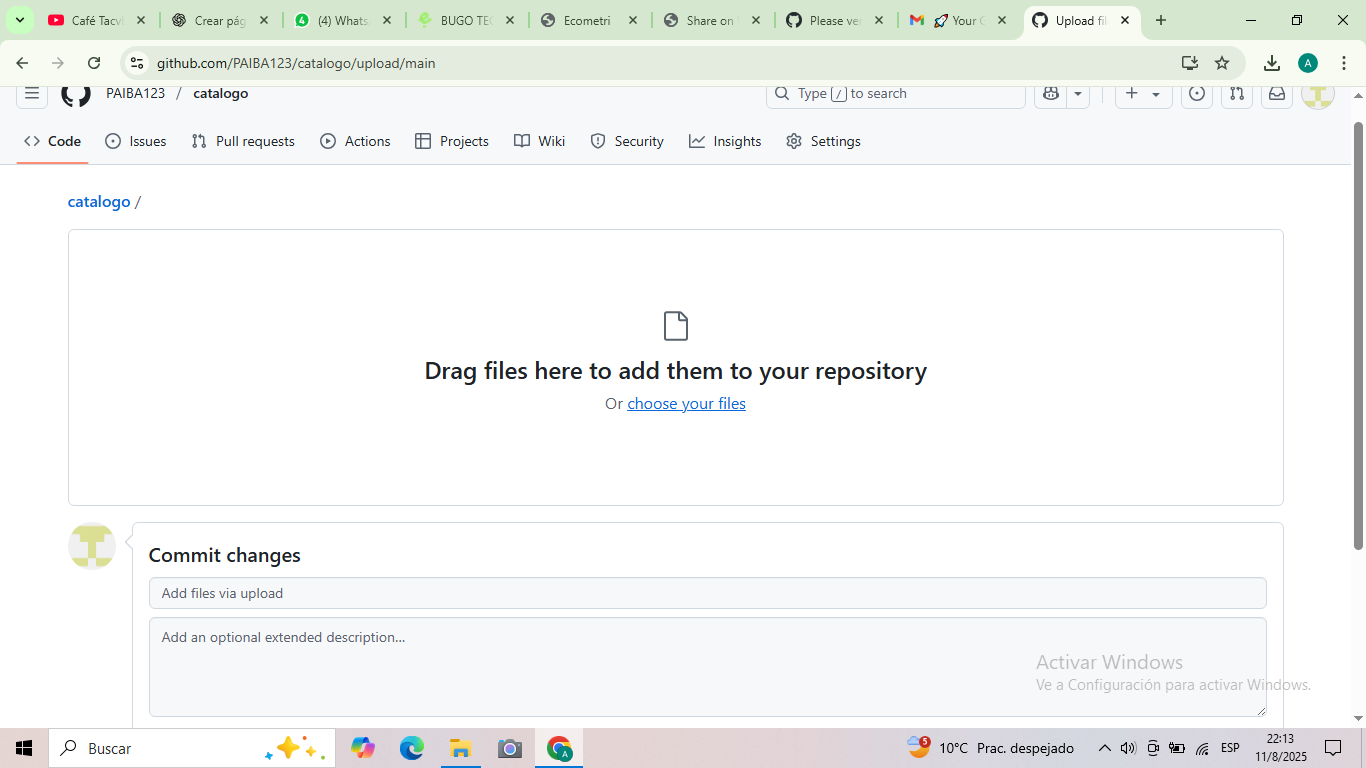 Café Tacv
Crear pág
(4) Whats
BUGO TEC
Ecometri
Share on
Please ver
Your G
Upload fil
github.com/PAIBA123/catalogo/upload/main
A
PAIBA123 / catalogo
Type / to search
Code
Issues
Pull requests
Actions
Projects
Wiki
Security
Insights
Settings
catalogo /
Drag files here to add them to your repository
Or choose your files
Commit changes
Add files via upload
Add an optional extended description...
Activar Windows
Ve a Configuración para activar Windows.
Buscar
5
10°C Prac. despejado
ESP
22:13
11/8/2025